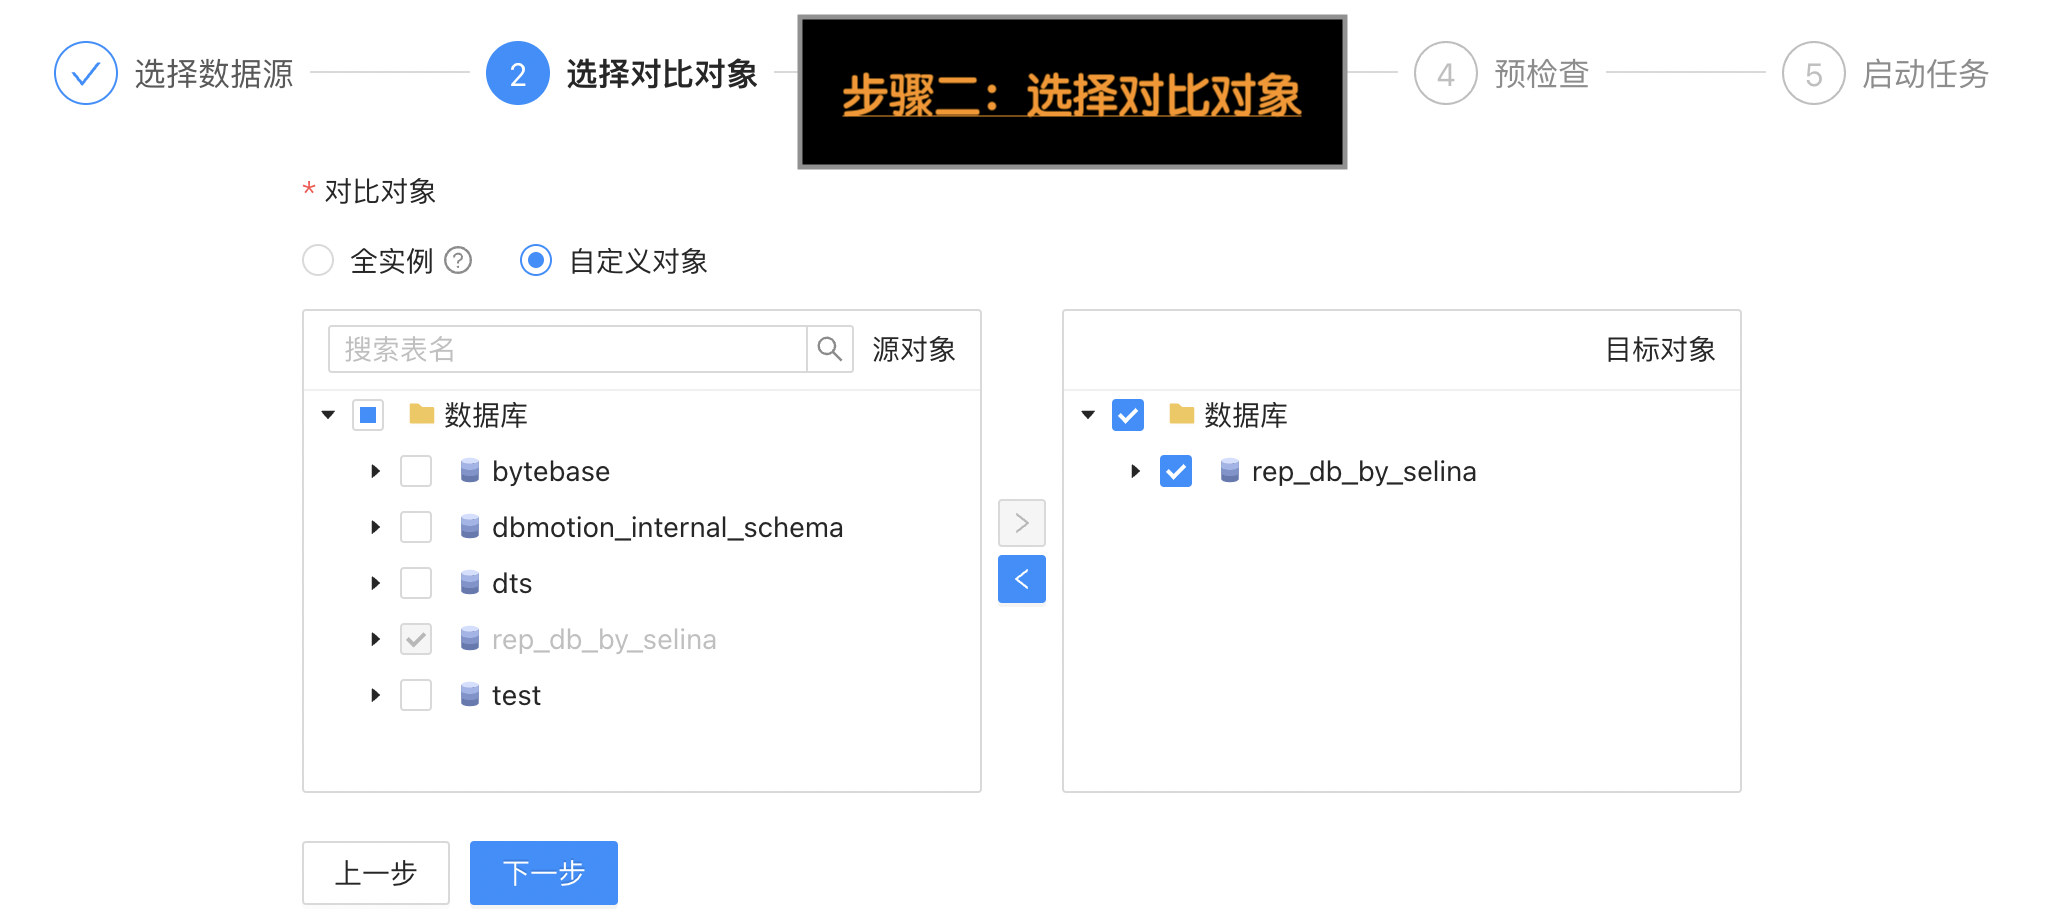 选择数据源
2 选择对比对象
步骤二：选择对比对象
4 预检查
5 启动任务
* 对比对象
全实例 ?
自定义对象
搜索表名
源对象
数据库
bytebase
dbmotion_internal_schema
dts
rep_db_by_selina
test
目标对象
数据库
rep_db_by_selina
上一步
下一步